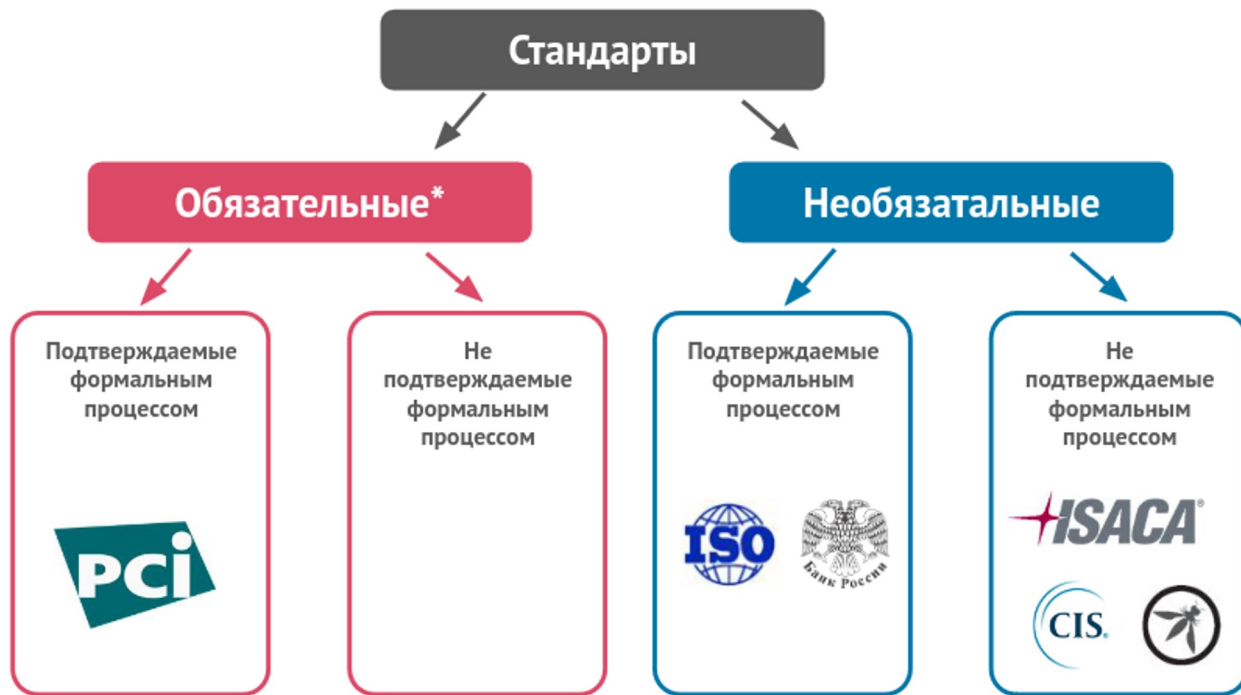 Стандарты
Обязательные*
Необязатальные
Подтверждаемые
формальным
процессом
Не
подтверждаемые
формальным
процессом
Подтверждаемые
формальным
процессом
Не
подтверждаемые
формальным
процессом
PCi
ISO
Банк России
ISACA®
CIS.